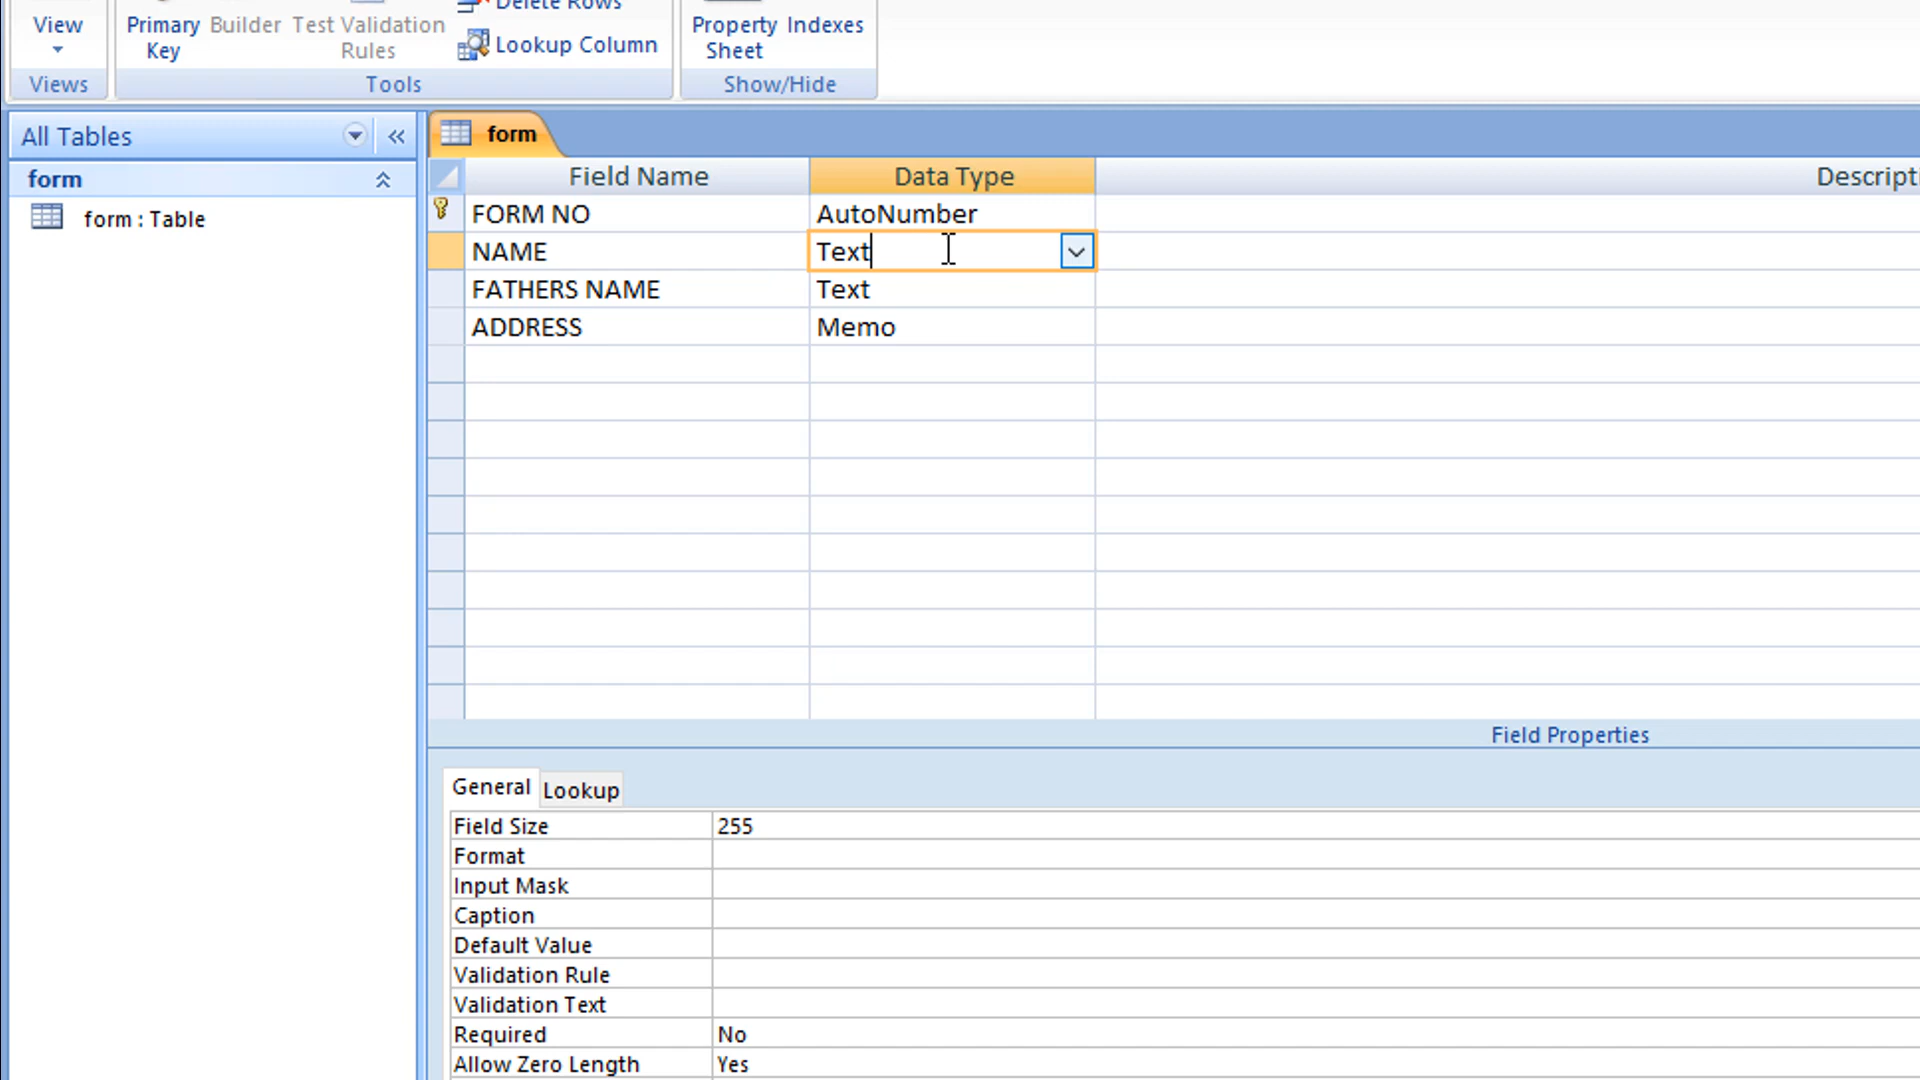 Delete Rows
View
Primary Key
Builder
Test Validation Rules
Lookup Column
Property Sheet
Indexes
Views
Tools
Show/Hide
All Tables
form
form : Table
form
Field Name Data Type Descripti
FORM NO AutoNumber
NAME Text
FATHERS NAME Text
ADDRESS Memo
Field Properties
General Lookup
Field Size 255
Format
Input Mask
Caption
Default Value
Validation Rule
Validation Text
Required No
Allow Zero Length Yes